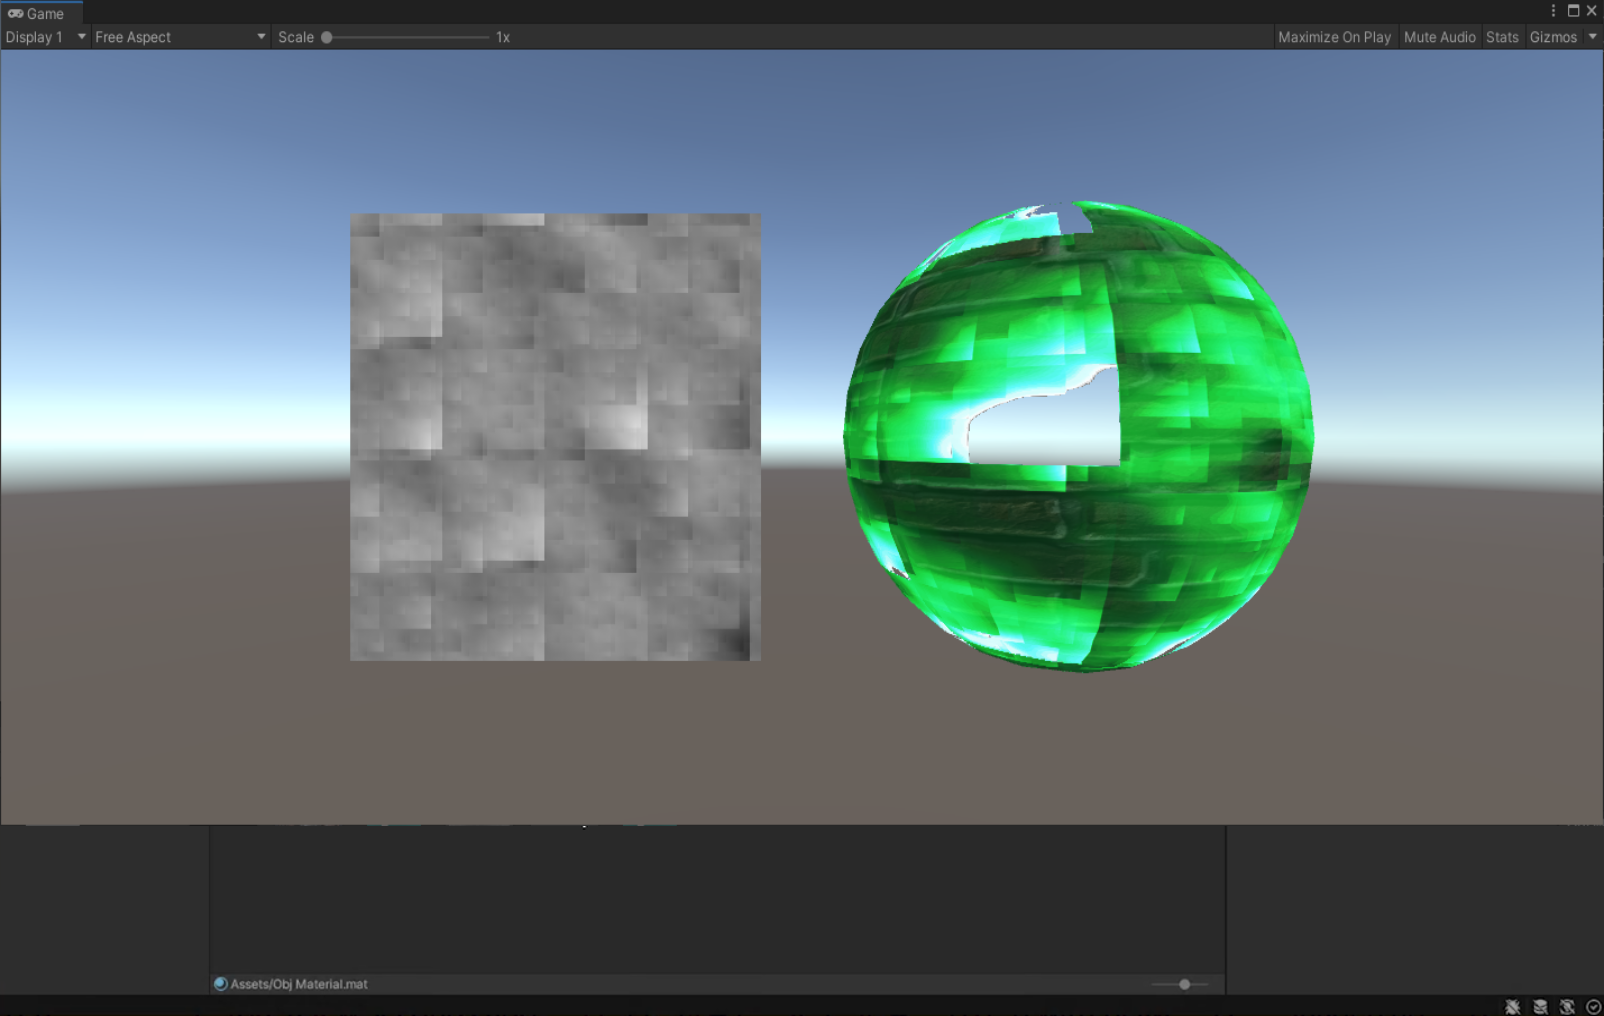 Game
Display 1 Free Aspect Scale 1x Maximize On Play Mute Audio Stats Gizmos
Assets/Obj Material.mat